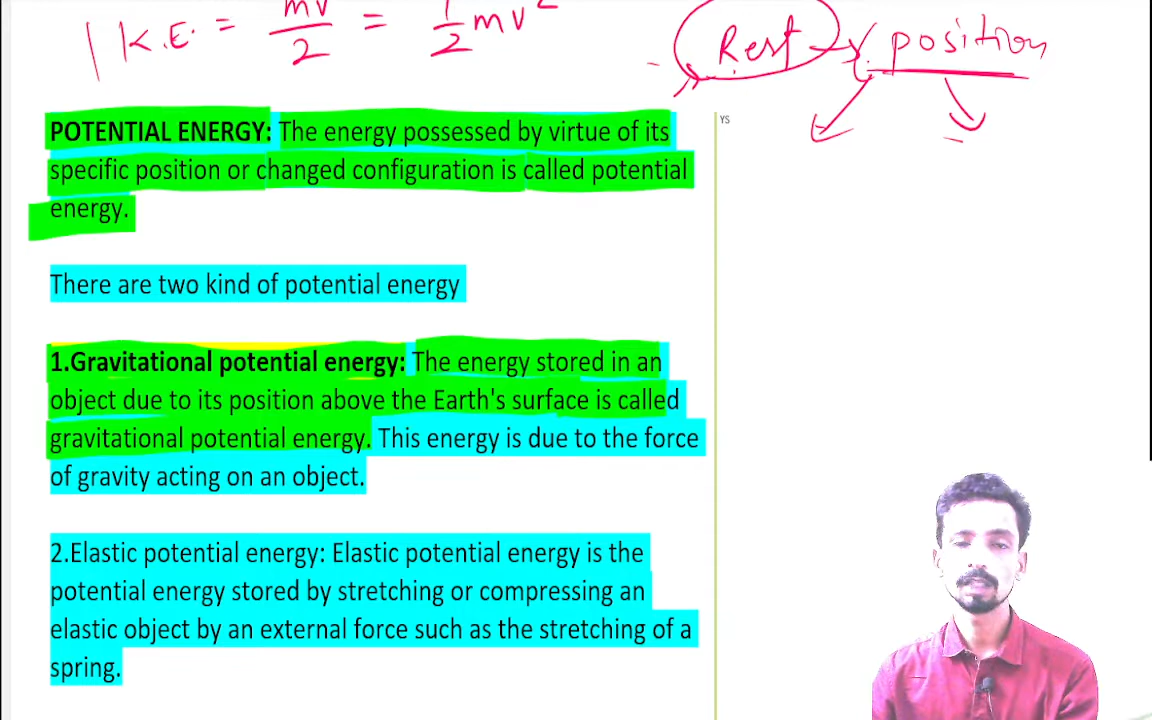 K.E. = mv/2 = 1/2 mv²
Rest position
POTENTIAL ENERGY: The energy possessed by virtue of its
specific position or changed configuration is called potential
energy.
YS
There are two kind of potential energy
1.Gravitational potential energy: The energy stored in an
object due to its position above the Earth's surface is called
gravitational potential energy. This energy is due to the force
of gravity acting on an object.
2.Elastic potential energy: Elastic potential energy is the
potential energy stored by stretching or compressing an
elastic object by an external force such as the stretching of a
spring.